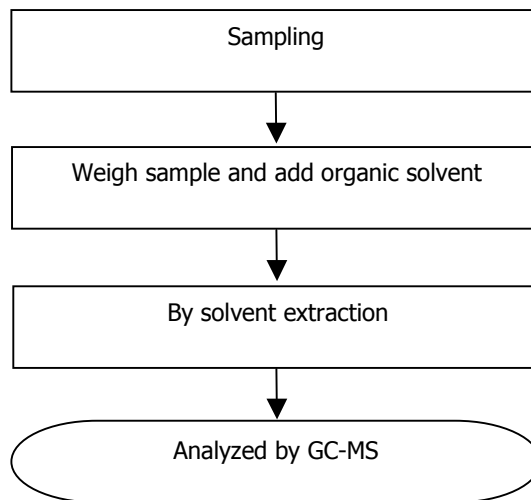 Sampling
Weigh sample and add organic solvent
By solvent extraction
Analyzed by GC-MS